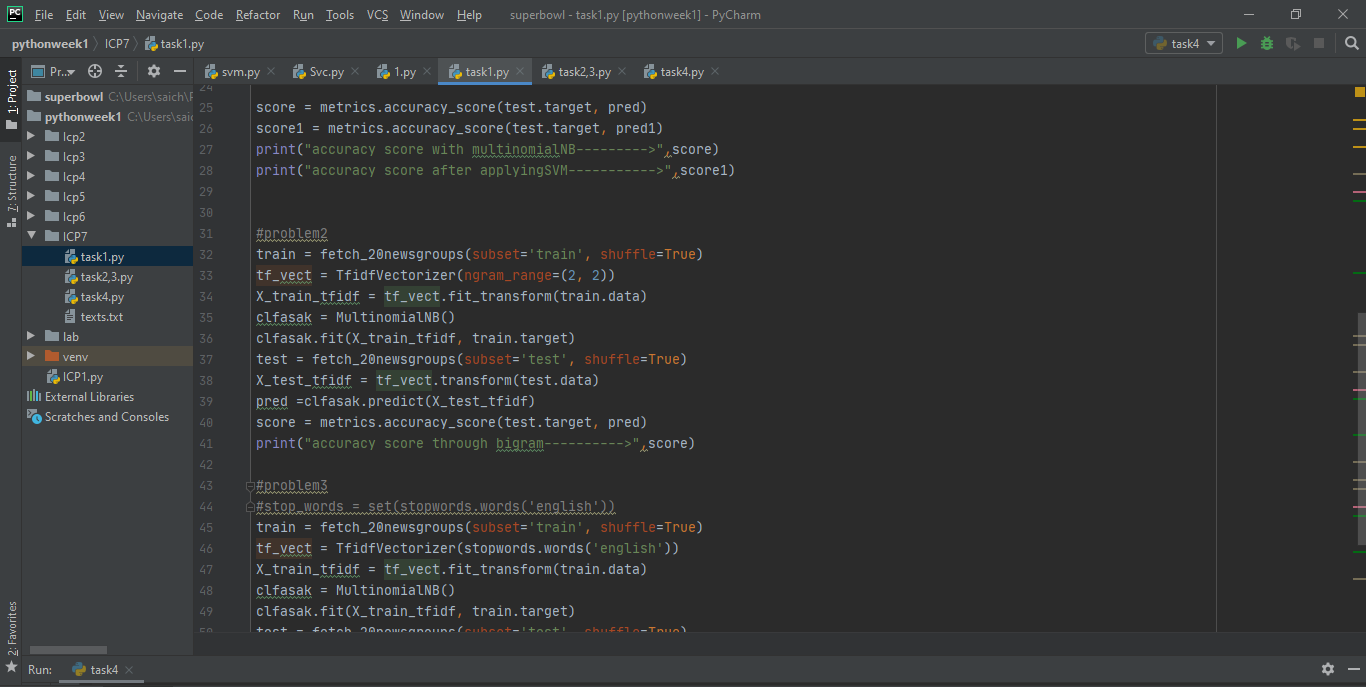 PC File Edit View Navigate Code Refactor Run Tools VCS Window Help superbowl - task1.py [pythonweek1] - PyCharm
pythonweek1 ICP7 task1.py task4
Pr... svm.py Svc.py 1.py task1.py task2,3.py task4.py
1: Project
7: Structure
2: Favorites
superbowl C:\Users\saich\P
pythonweek1 C:\Users\saic
Icp2
Icp3
Icp4
Icp5
Icp6
ICP7
task1.py
task2,3.py
task4.py
texts.txt
lab
venv
ICP1.py
External Libraries
Scratches and Consoles
24
25 score = metrics.accuracy_score(test.target, pred)
26 score1 = metrics.accuracy_score(test.target, pred1)
27 print("accuracy score with multinomialNB--------->",score)
28 print("accuracy score after applyingSVM----------->",score1)
29
30
31 #problem2
32 train = fetch_20newsgroups(subset='train', shuffle=True)
33 tf_vect = TfidfVectorizer(ngram_range=(2, 2))
34 X_train_tfidf = tf_vect.fit_transform(train.data)
35 clfasak = MultinomialNB()
36 clfasak.fit(X_train_tfidf, train.target)
37 test = fetch_20newsgroups(subset='test', shuffle=True)
38 X_test_tfidf = tf_vect.transform(test.data)
39 pred =clfasak.predict(X_test_tfidf)
40 score = metrics.accuracy_score(test.target, pred)
41 print("accuracy score through bigram---------->",score)
42
43 #problem3
44 #stop_words = set(stopwords.words('english'))
45 train = fetch_20newsgroups(subset='train', shuffle=True)
46 tf_vect = TfidfVectorizer(stopwords.words('english'))
47 X_train_tfidf = tf_vect.fit_transform(train.data)
48 clfasak = MultinomialNB()
49 clfasak.fit(X_train_tfidf, train.target)
50 test = fetch_20newsgroups(subset='test', shuffle=True)
Run: task4